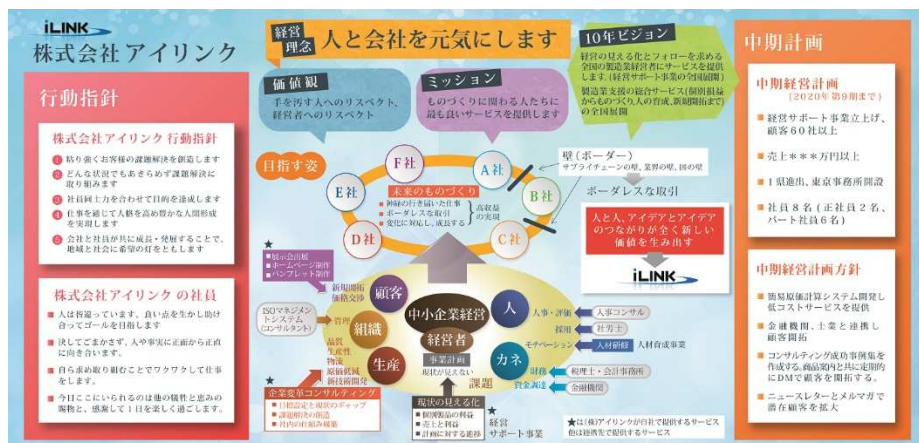 iLINK
株式会社 アイリンク
行動指針
株式会社アイリンク 行動指針
1 粘り強くお客様の課題解決を創造します
2 どんな状況でもあきらめず課題解決に
取り組みます
3 社員同士力を合わせて目的を達成します
4 仕事を通じて人格を高め豊かな人間形成
を実現します
5 会社と社員が共に成長・発展することで、
地域と社会に希望の灯をともします
株式会社アイリンク の社員
人は皆違っています、良い点を生かし助け
合ってゴールを目指します
決してごまかさず、人や事実に正面から正直
に向き合います。
自ら求め取り組むことでワクワクして仕事
をします。
今日ここにいられるのは他の犠牲と恵みの
賜物と、感謝して1日を楽しく過ごします。
経営
理念
人と会社を元気にします
価値観
手を汚す人へのリスペクト、
経営者へのリスペクト
ミッション
ものづくりに関わる人たちに
最も良いサービスを提供します
10年ビジョン
経営の見える化とフォローを求める
全国の製造業経営者にサービスを提供
します。(経営サポート事業の全国展開)
製造業支援の総合サービス(個別損益
からものづくり人の育成、新規開拓まで)
の全国展開
目指す姿
F社
A社
E社
B社
D社
C社
未来のものづくり
神経の行き届いた仕事
ボーダレスな取引
変化に対応し、成長する
高収益
の実現
壁(ボーダー)
サプライチェーンの壁、業界の壁、国の壁
ボーダレスな取引
人と人、アイデアとアイデア
のつながりが全く新しい
価値を生み出す
iLINK
★
展示会出展
ホームページ制作
パンフレット制作
新規開拓
価格交渉
顧客
ISOマネジメ
ントシステム
(コンサルタント)
管理
組織
品質
生産性
物流
原価低減
新技術開発
生産
中小企業経営
経営者
事業計画
現状が見えない
課題
人
人事・評価
人事コンサル
採用
社労士
モチベーション
人材研修
人材育成事業
カネ
財務
税理士・会計事務所
資金調達
金融機関
★
企業変革コンサルティング
目標設定と現状のギャップ
課題解決の創造
社内の仕組み構築
★
現状の見える化
個別製品の利益
売上と利益
計画に対する進捗
経営
サポート事業
★は(株)アイリンクが自社で提供するサービス
他は連携先で提供するサービス
中期計画
中期経営計画
(2020年第9期まで)
経営サポート事業立上げ、
顧客60社以上
売上***万円以上
1県進出、東京事務所開設
社員8名(正社員2名、
パート社員6名)
中期経営計画方針
簡易原価計算システム開発し
低コストサービスを提供
金融機関、士業と連携し
顧客開拓
コンサルティング成功事例集を
作成する。商品案内と共に定期的
にDMで顧客を開拓する。
ニュースレターとメルマガで
潜在顧客を拡大